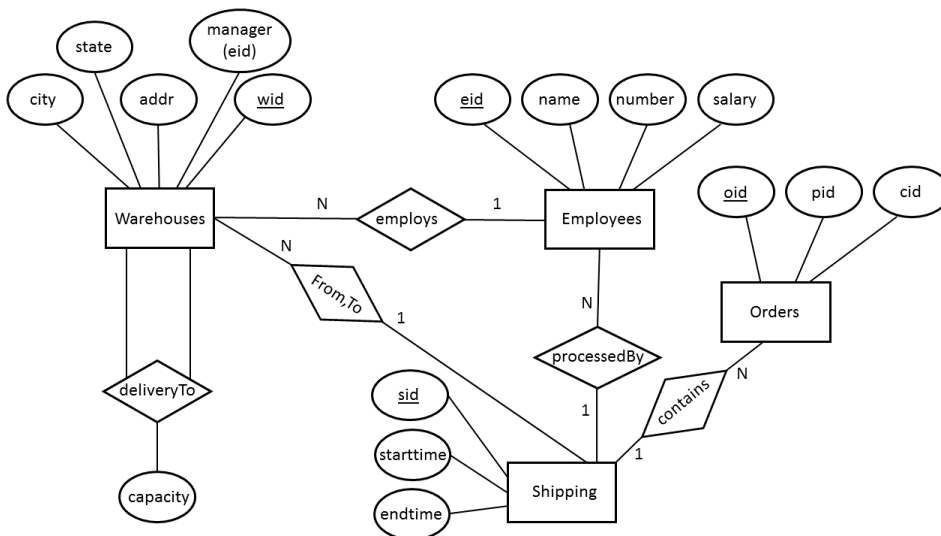 manager
(eid)
state
city
addr
wid
eid
name
number
salary
oid
pid
cid
Warehouses
N
employs
1
Employees
N
From,To
1
N
Orders
processedBy
deliveryTo
sid
1
contains
N
1
starttime
capacity
endtime
Shipping